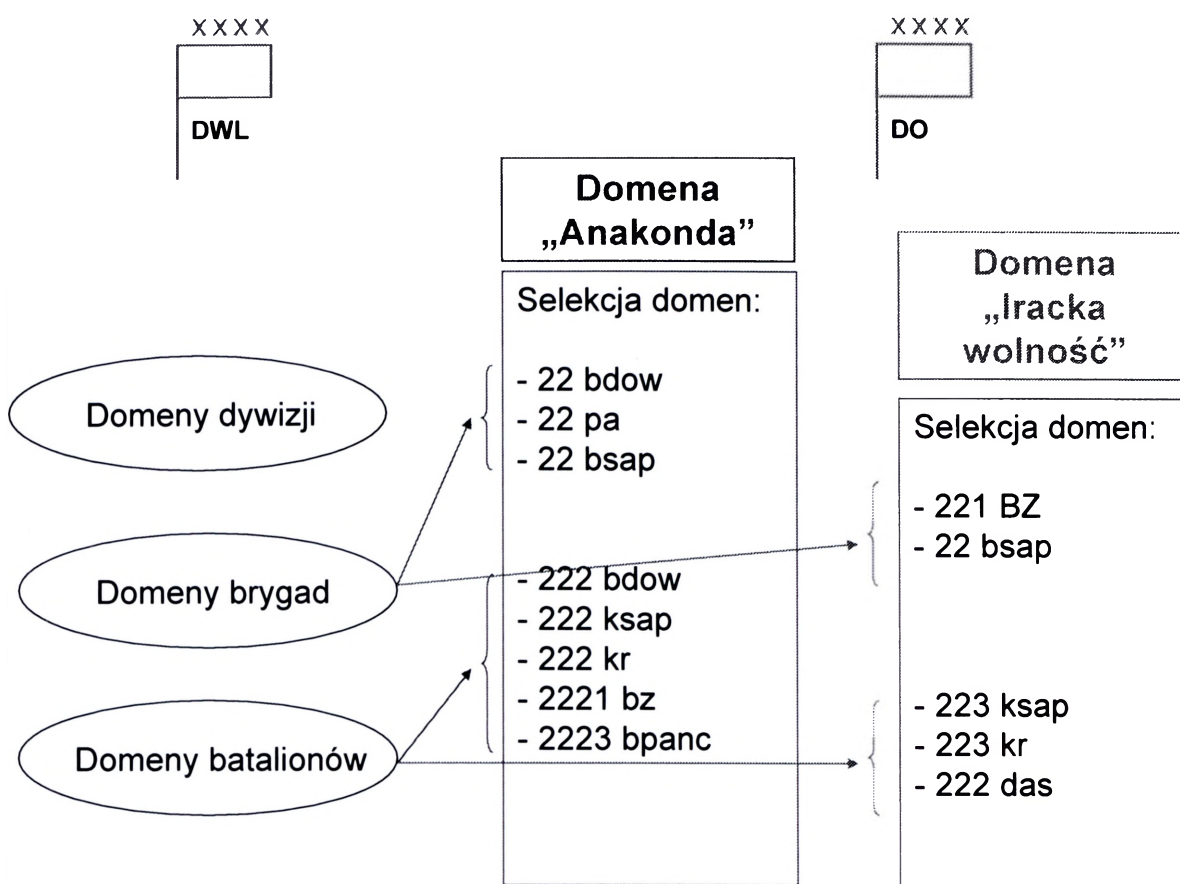 XXXX
DWL
XXXX
DO
Domena
„Anakonda”
Selekcja domen:
- 22 bdow
- 22 pa
- 22 bsap
- 222 bdow
- 222 ksap
- 222 kr
- 2221 bz
- 2223 bpanc
Domena
„Iracka
wolność”
Selekcja domen:
- 221 BZ
- 22 bsap
- 223 ksap
- 223 kr
- 222 das
Domeny dywizji
Domeny brygad
Domeny batalionów